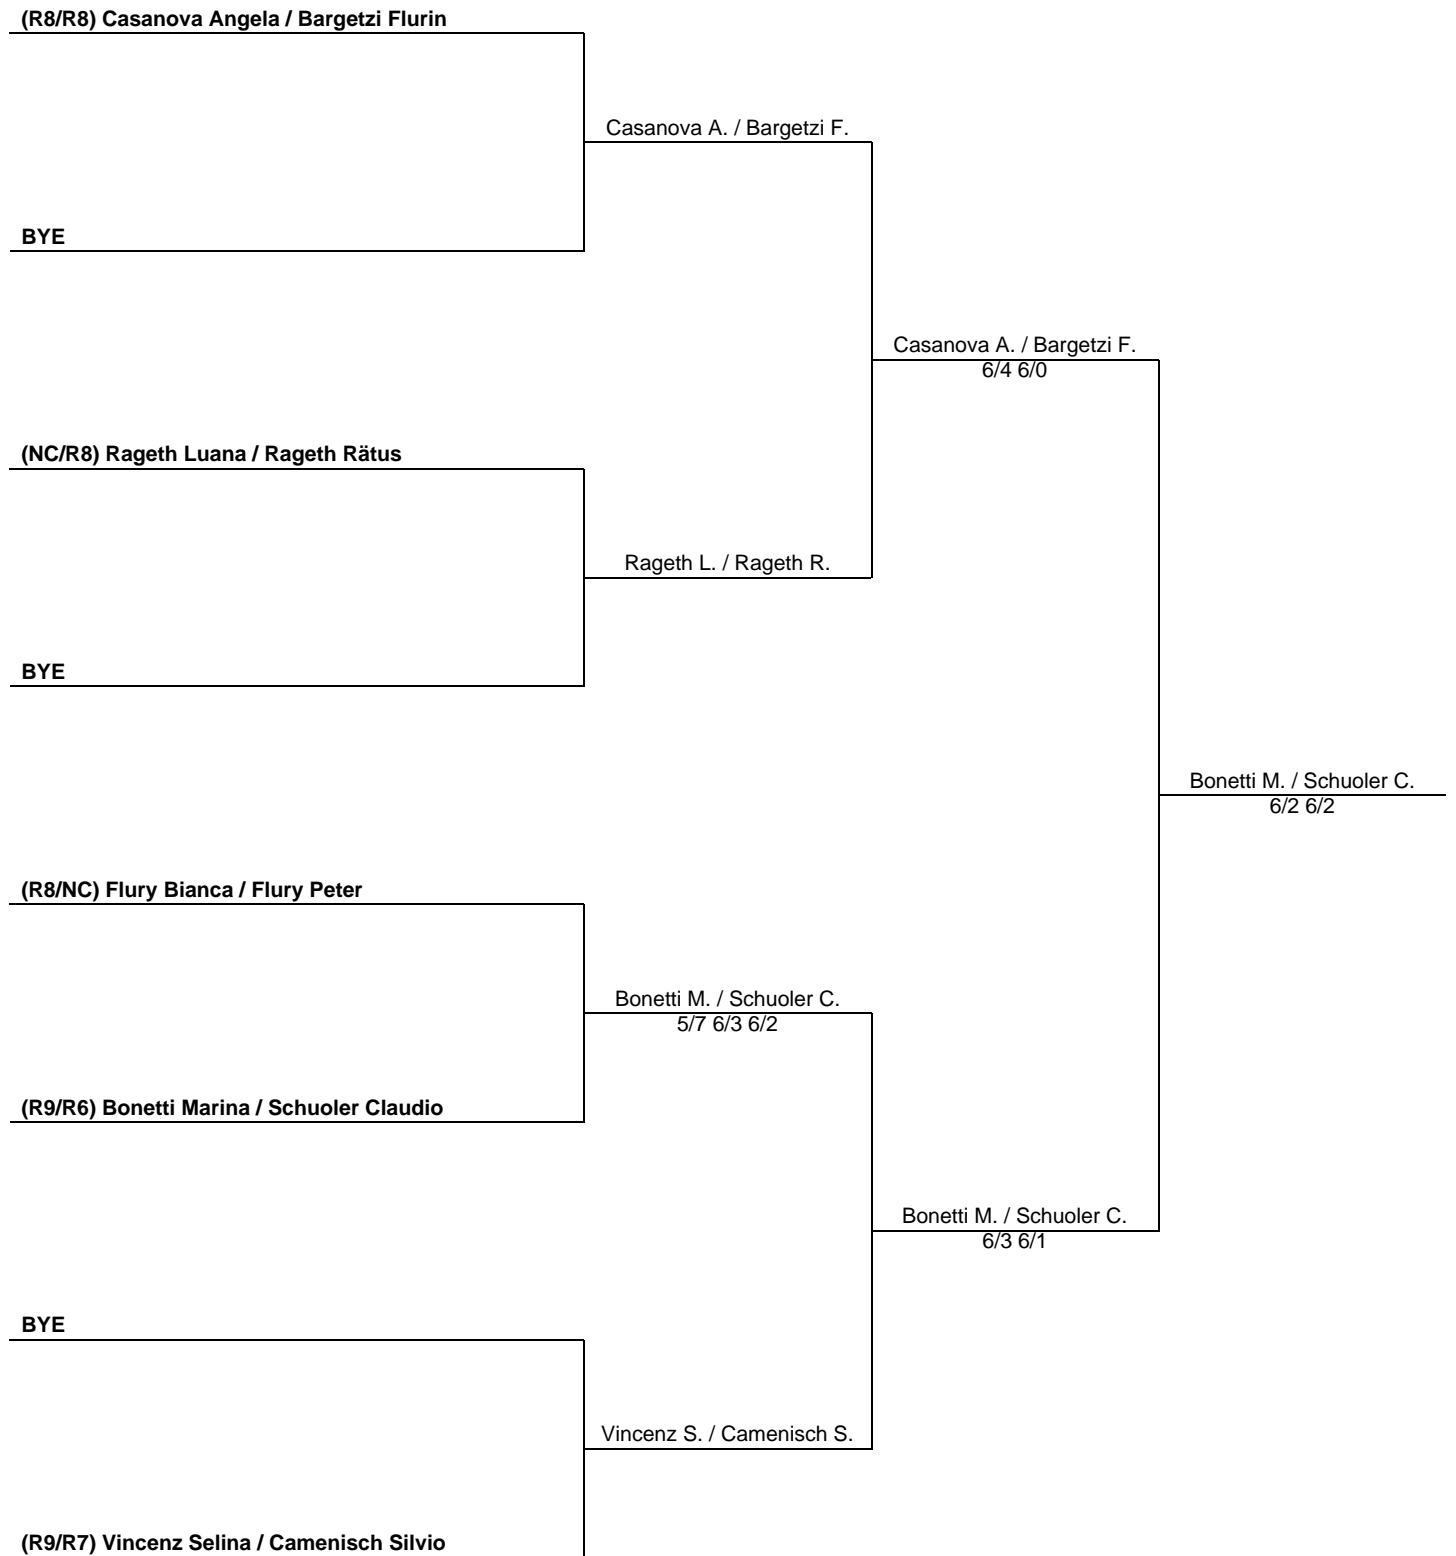 (R8/R8) Casanova Angela / Bargetzi Flurin
Casanova A. / Bargetzi F.
BYE
Casanova A. / Bargetzi F.
6/4 6/0
(NC/R8) Rageth Luana / Rageth Rätus
Rageth L. / Rageth R.
BYE
Bonetti M. / Schuoler C.
6/2 6/2
(R8/NC) Flury Bianca / Flury Peter
Bonetti M. / Schuoler C.
5/7 6/3 6/2
(R9/R6) Bonetti Marina / Schuoler Claudio
Bonetti M. / Schuoler C.
6/3 6/1
BYE
Vincenz S. / Camenisch S.
(R9/R7) Vincenz Selina / Camenisch Silvio